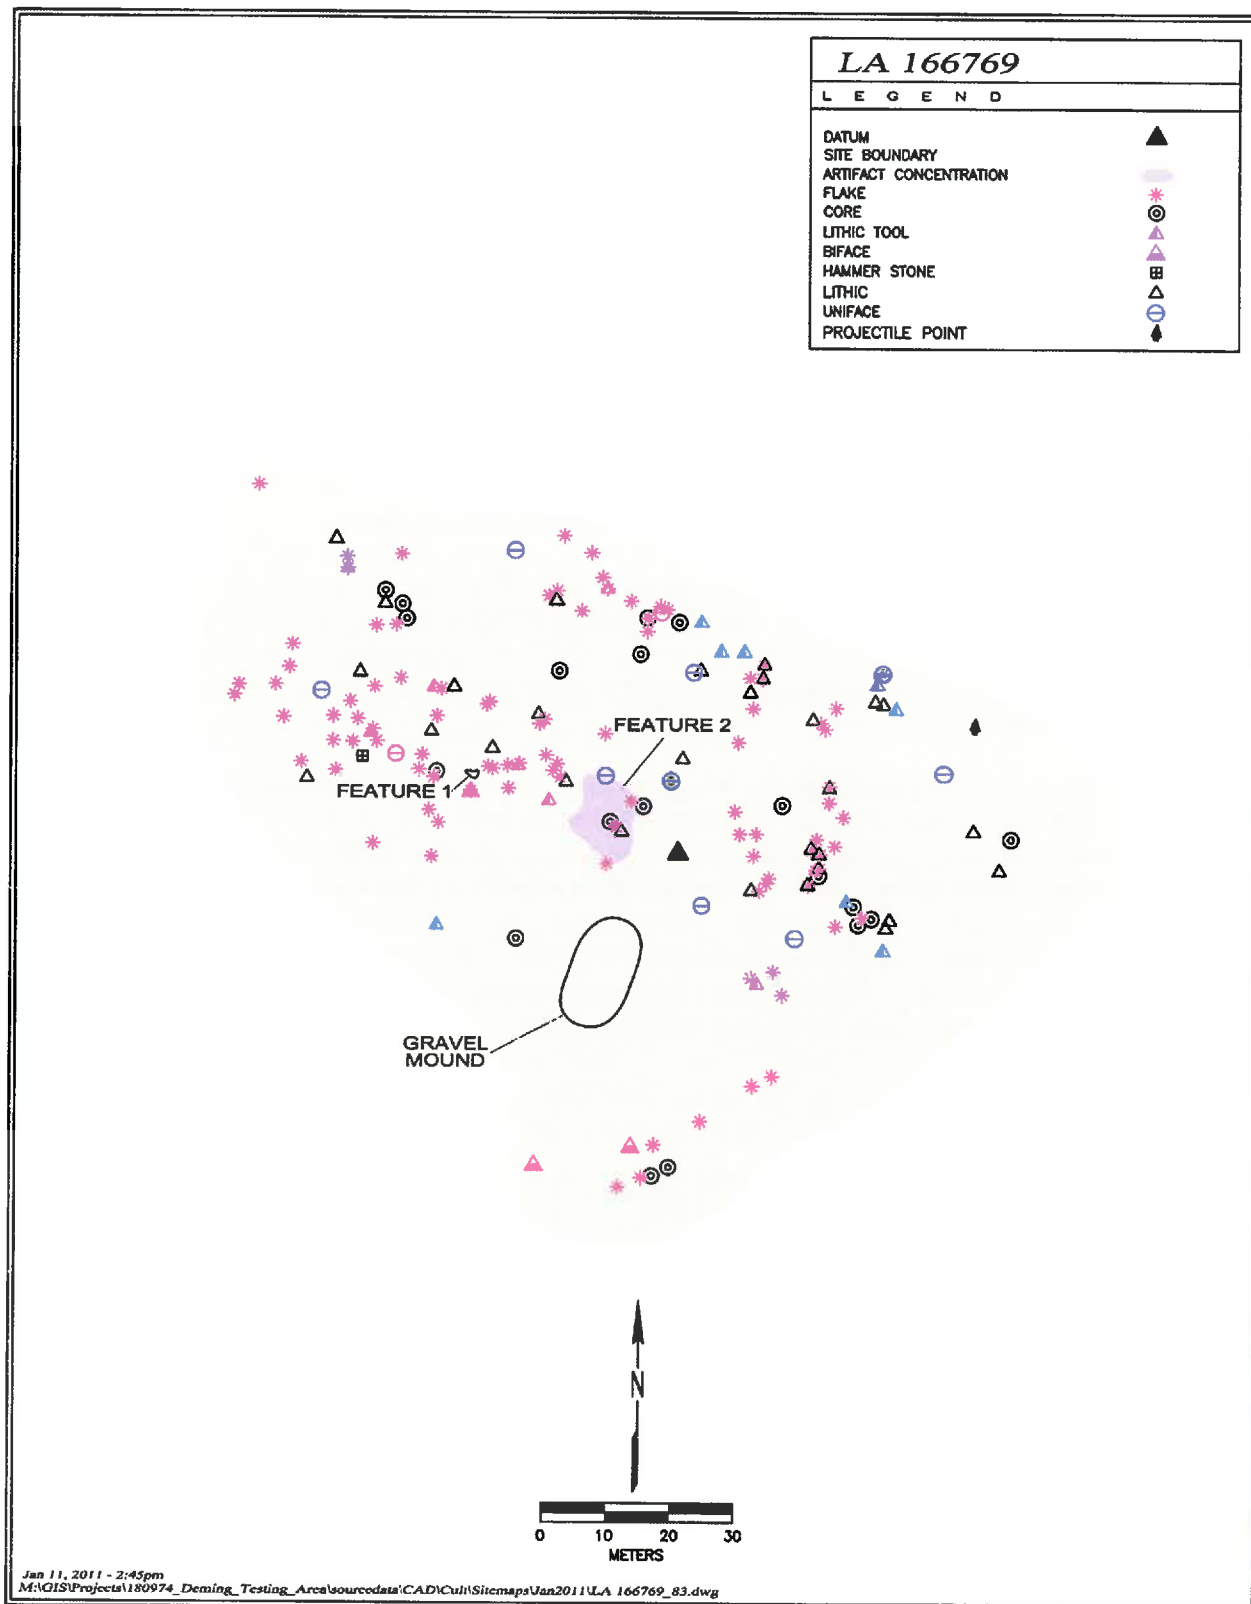 LA 166769
L E G E N D
DATUM
SITE BOUNDARY
ARTIFACT CONCENTRATION
FLAKE
CORE
LITHIC TOOL
BIFACE
HAMMER STONE
LITHIC
UNIFACE
PROJECTILE POINT
FEATURE 2
FEATURE 1
GRAVEL
MOUND
N
0 10 20 30
METERS
Jan 11, 2011 - 2:45pm
M:\GIS\Projects\180974_Deming_Testing_Area\sourcedata\CAD\Cult\Sitemaps\Jan2011\LA 166769_83.dwg